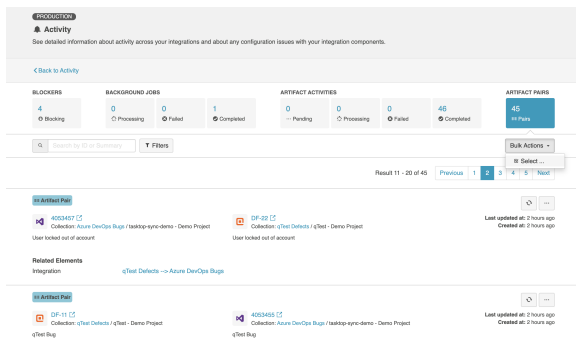 PRODUCTION
Activity
See detailed information about activity across your integrations and about any configuration issues with your integration components.
Back to Activity
BLOCKERS BACKGROUND JOBS ARTIFACT ACTIVITIES ARTIFACT PAIRS
4 0 0 1 0 0 0 46 45
Blocking Processing Failed Completed Pending Processing Failed Completed Pairs
Search by ID or Summary Filters Bulk Actions
Select ...
Result 11 - 20 of 45 Previous 1 2 3 4 5 Next
Artifact Pair
4053457 DF-22 Last updated at: 2 hours ago
Collection: Azure DevOps Bugs / tasktop-sync-demo - Demo Project Collection: qTest Defects / qTest - Demo Project Created at: 2 hours ago
User locked out of account User locked out of account
Related Elements
Integration qTest Defects --> Azure DevOps Bugs
Artifact Pair
DF-11 4053455 Last updated at: 2 hours ago
Collection: qTest Defects / qTest - Demo Project Collection: Azure DevOps Bugs / tasktop-sync-demo - Demo Project Created at: 2 hours ago
qTest Bug qTest Bug